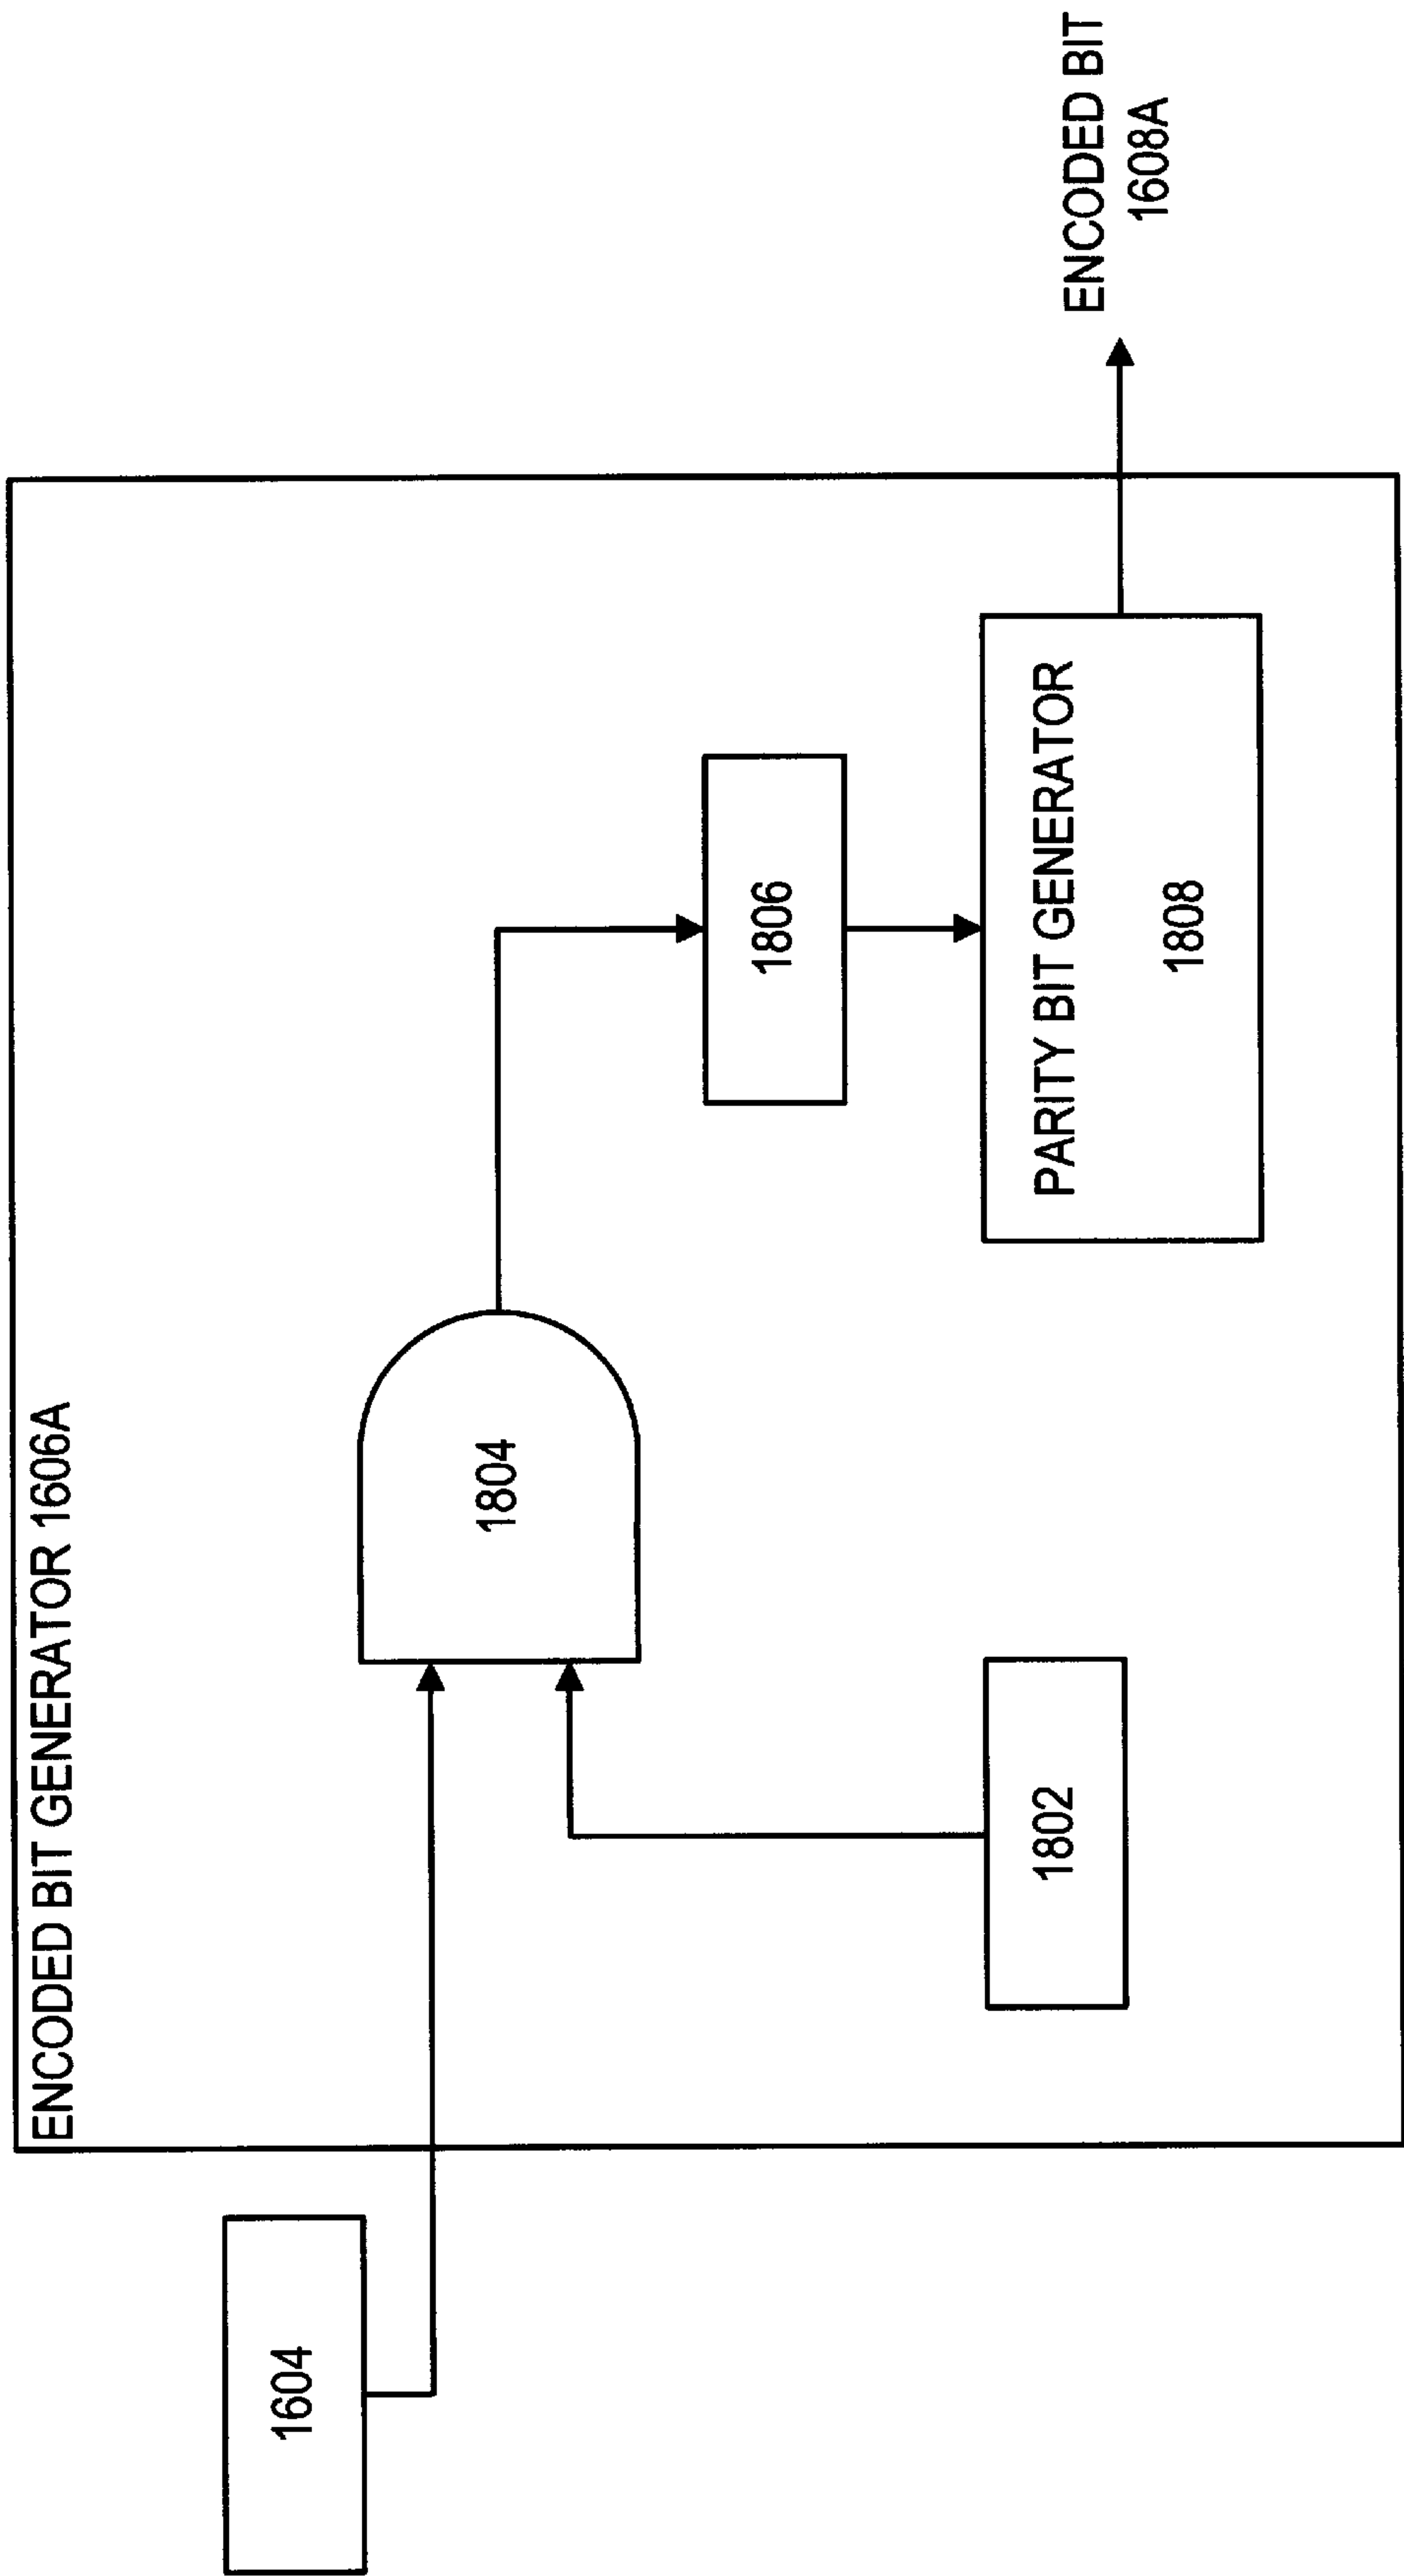 ENCODED BIT GENERATOR 1606A
1604
1804
1806
1802
PARITY BIT GENERATOR
1808
ENCODED BIT
1608A